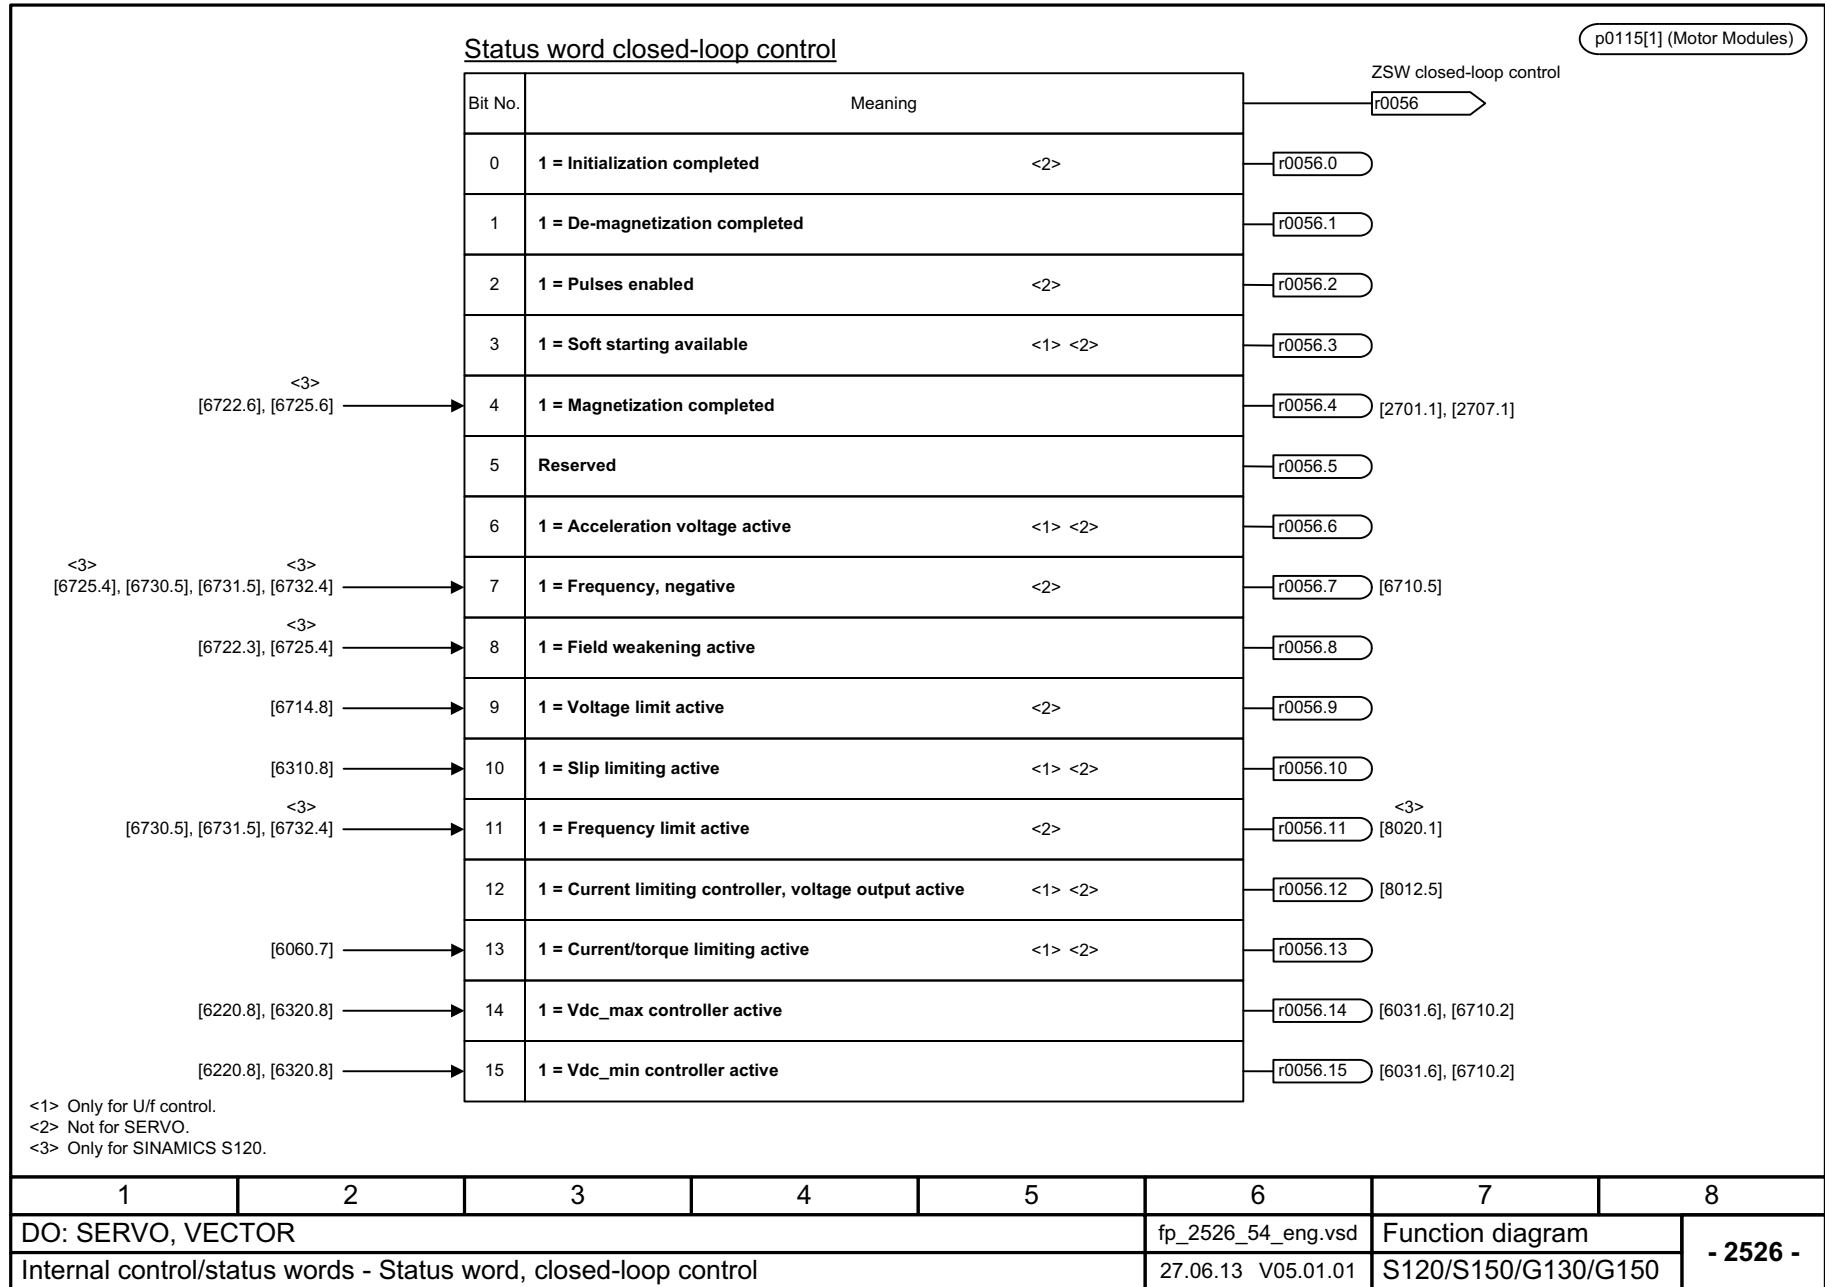 p0115[1] (Motor Modules)
Status word closed-loop control
ZSW closed-loop control
Bit No. Meaning r0056
0 1 = Initialization completed <2> r0056.0
1 1 = De-magnetization completed r0056.1
2 1 = Pulses enabled <2> r0056.2
3 1 = Soft starting available <1> <2> r0056.3
<3>
[6722.6], [6725.6] 4 1 = Magnetization completed r0056.4 [2701.1], [2707.1]
5 Reserved r0056.5
6 1 = Acceleration voltage active <1> <2> r0056.6
<3> <3>
[6725.4], [6730.5], [6731.5], [6732.4] 7 1 = Frequency, negative <2> r0056.7 [6710.5]
<3>
[6722.3], [6725.4] 8 1 = Field weakening active r0056.8
[6714.8] 9 1 = Voltage limit active <2> r0056.9
[6310.8] 10 1 = Slip limiting active <1> <2> r0056.10
<3> <3>
[6730.5], [6731.5], [6732.4] 11 1 = Frequency limit active <2> r0056.11 [8020.1]
12 1 = Current limiting controller, voltage output active <1> <2> r0056.12 [8012.5]
[6060.7] 13 1 = Current/torque limiting active <1> <2> r0056.13
[6220.8], [6320.8] 14 1 = Vdc_max controller active r0056.14 [6031.6], [6710.2]
[6220.8], [6320.8] 15 1 = Vdc_min controller active r0056.15 [6031.6], [6710.2]
<1> Only for U/f control.
<2> Not for SERVO.
<3> Only for SINAMICS S120.
1 2 3 4 5 6 7 8
DO: SERVO, VECTOR fp_2526_54_eng.vsd Function diagram - 2526 -
Internal control/status words - Status word, closed-loop control 27.06.13 V05.01.01 S120/S150/G130/G150